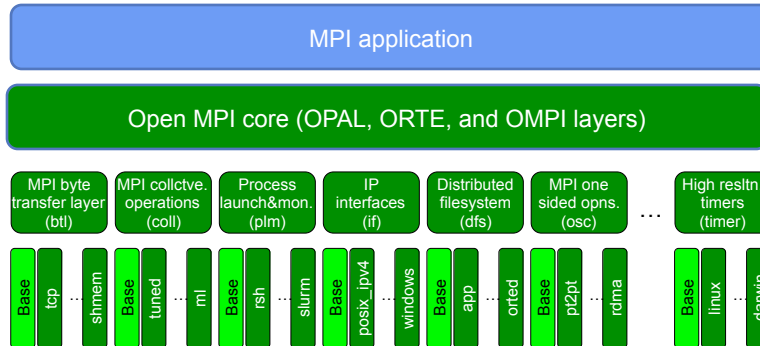 MPI application
Open MPI core (OPAL, ORTE, and OMPI layers)
MPI byte
transfer layer
(btl)
MPI collctve.
operations
(coll)
Process
launch&mon.
(plm)
IP
interfaces
(if)
Distributed
filesystem
(dfs)
MPI one
sided opns.
(osc)
...
High resltn
timers
(timer)
Base
tcp
...
shmem
Base
tuned
...
ml
Base
rsh
...
slurm
Base
posix_ipv4
...
windows
Base
app
...
orted
Base
pt2pt
...
rdma
Base
linux
...
darwin